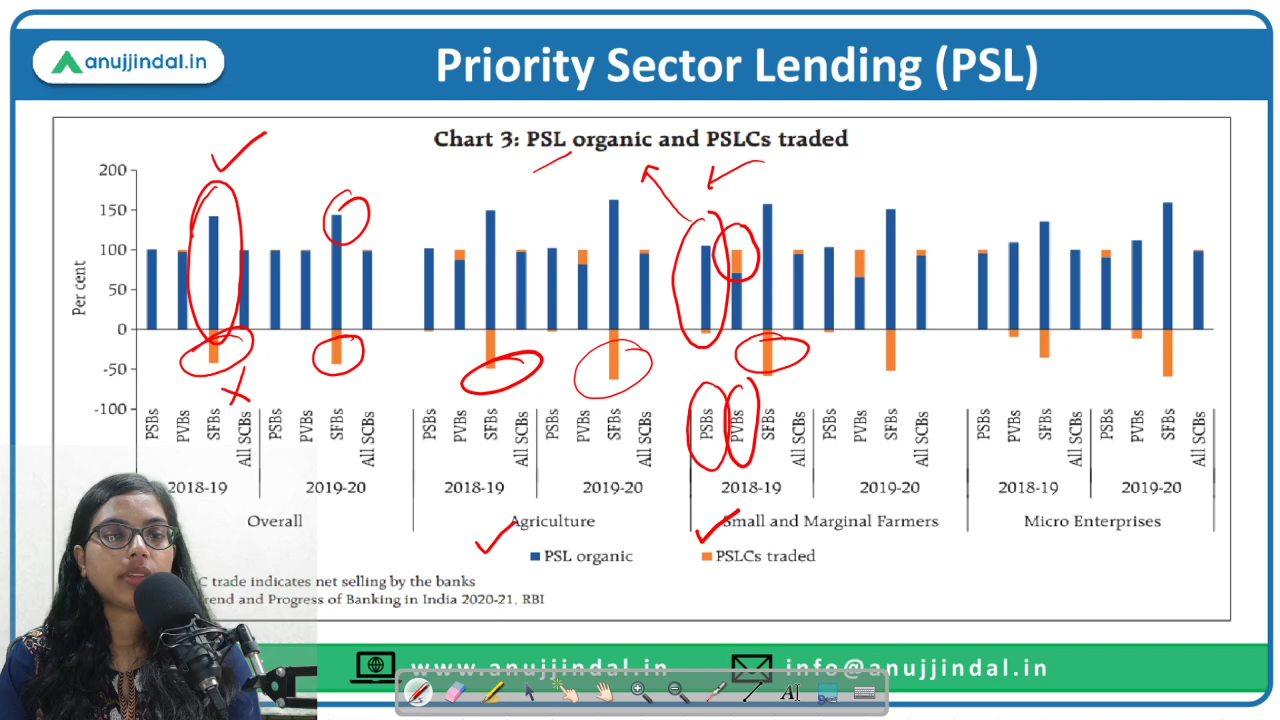 anujjindal.in
Priority Sector Lending (PSL)
Chart 3: PSL organic and PSLCs traded
200
150
100
50
0
-50
-100
Per cent
PSBs PVBs SFBs All SCBs PSBs PVBs SFBs All SCBs PSBs PVBs SFBs All SCBs PSBs PVBs SFBs All SCBs PSBs PVBs SFBs All SCBs PSBs PVBs SFBs All SCBs PSBs PVBs SFBs All SCBs PSBs PVBs SFBs All SCBs
2018-19 2019-20 2018-19 2019-20 2018-19 2019-20 2018-19 2019-20
Overall Agriculture Small and Marginal Farmers Micro Enterprises
PSL organic PSLCs traded
C trade indicates net selling by the banks
rend and Progress of Banking in India 2020-21, RBI
www.anujjindal.in info@anujjindal.in
AI